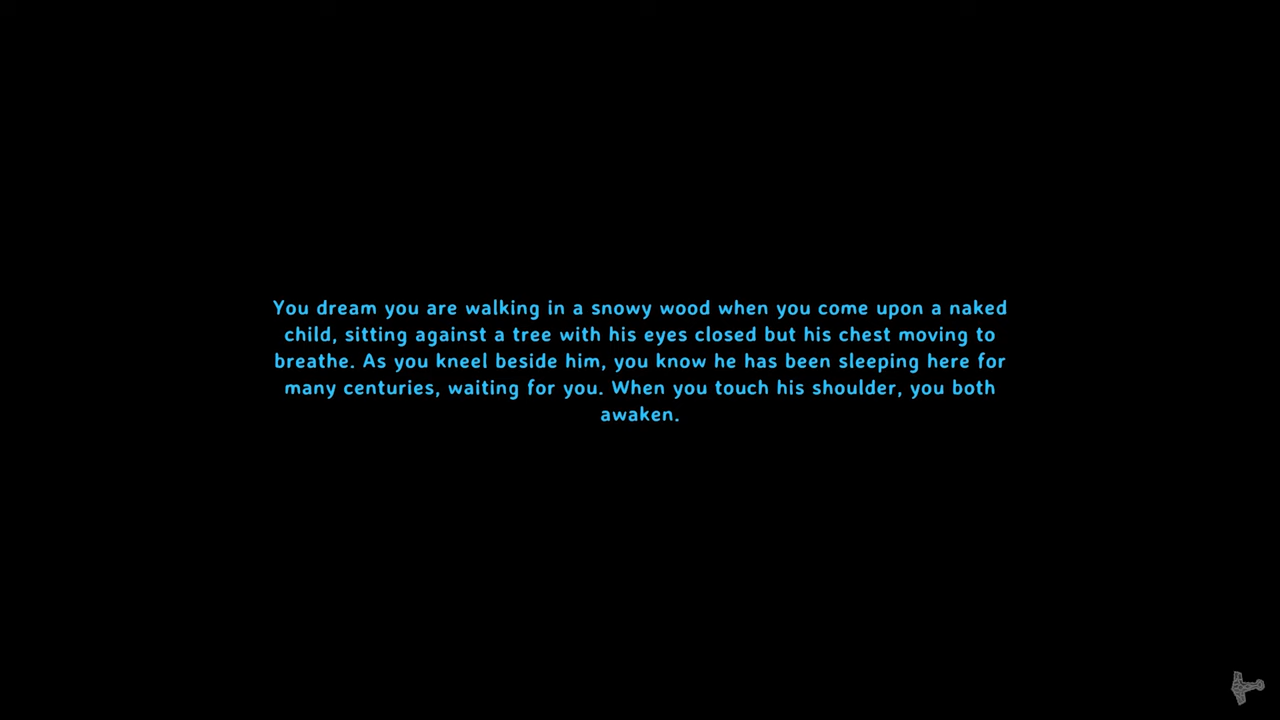 You dream you are walking in a snowy wood when you come upon a naked
child, sitting against a tree with his eyes closed but his chest moving to
breathe. As you kneel beside him, you know he has been sleeping here for
many centuries, waiting for you. When you touch his shoulder, you both
awaken.